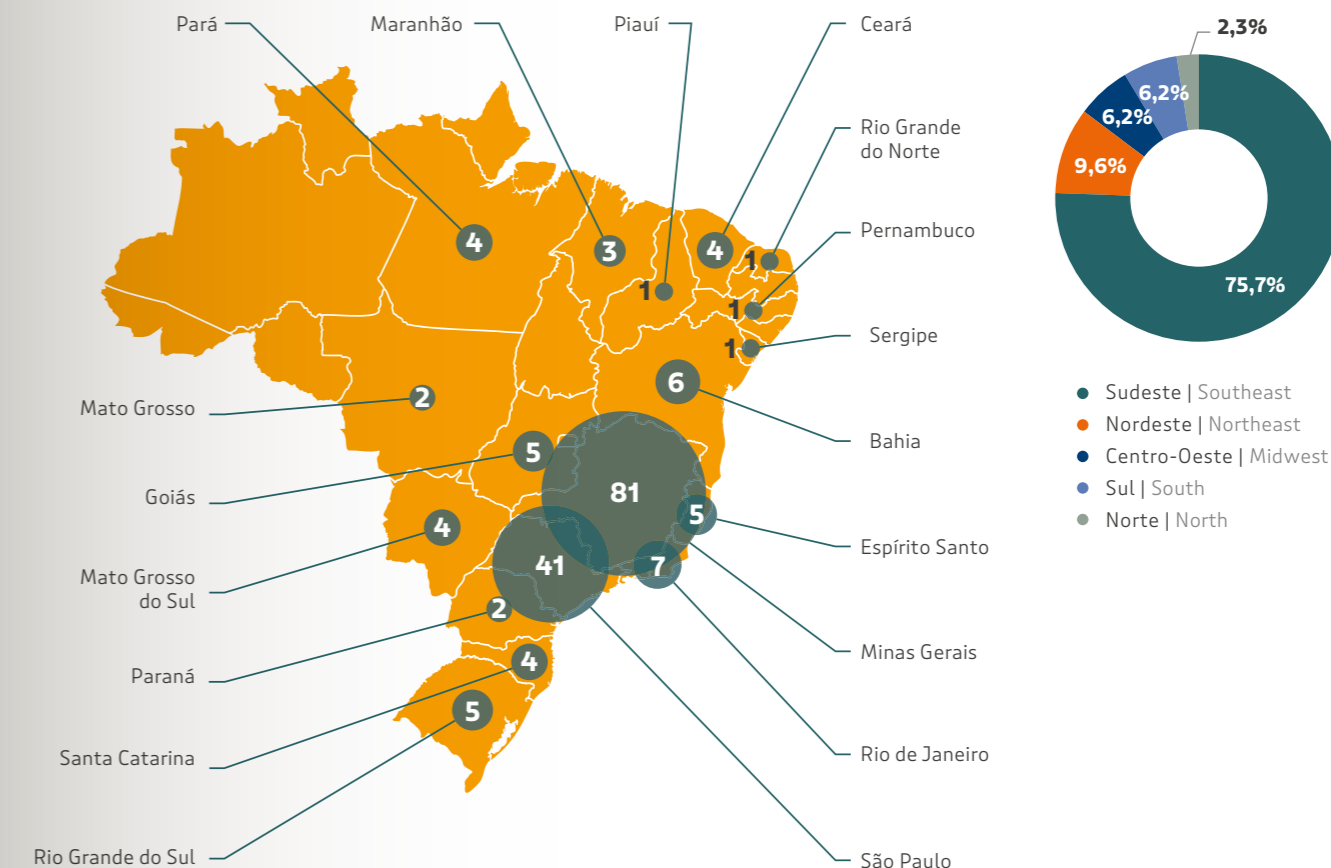 Pará
Maranhão
Piauí
Ceará
2,3%
6,2%
6,2%
9,6%
75,7%
Rio Grande
do Norte
Pernambuco
Sergipe
Bahia
Espírito Santo
Minas Gerais
Rio de Janeiro
São Paulo
Mato Grosso
Goiás
Mato Grosso
do Sul
Paraná
Santa Catarina
Rio Grande do Sul
4
3
4
1
1
1
1
6
2
5
81
5
4
41
7
2
4
5
Sudeste | Southeast
Nordeste | Northeast
Centro-Oeste | Midwest
Sul | South
Norte | North